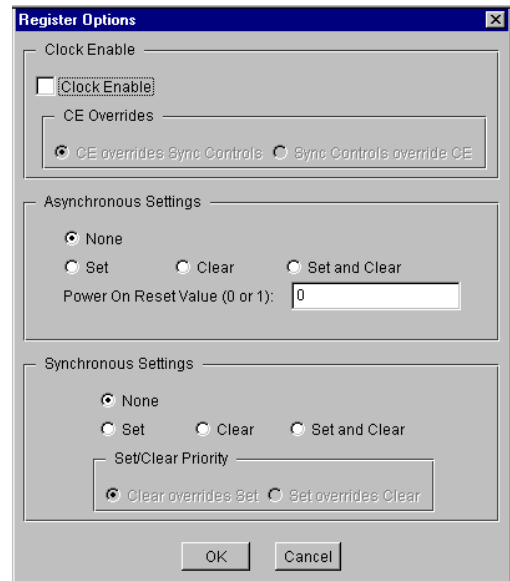 Register Options
Clock Enable
Clock Enable
CE Overrides
CE overrides Sync Controls Sync Controls override CE
Asynchronous Settings
None
Set Clear Set and Clear
Power On Reset Value (0 or 1): 0
Synchronous Settings
None
Set Clear Set and Clear
Set/Clear Priority
Clear overrides Set Set overrides Clear
OK Cancel